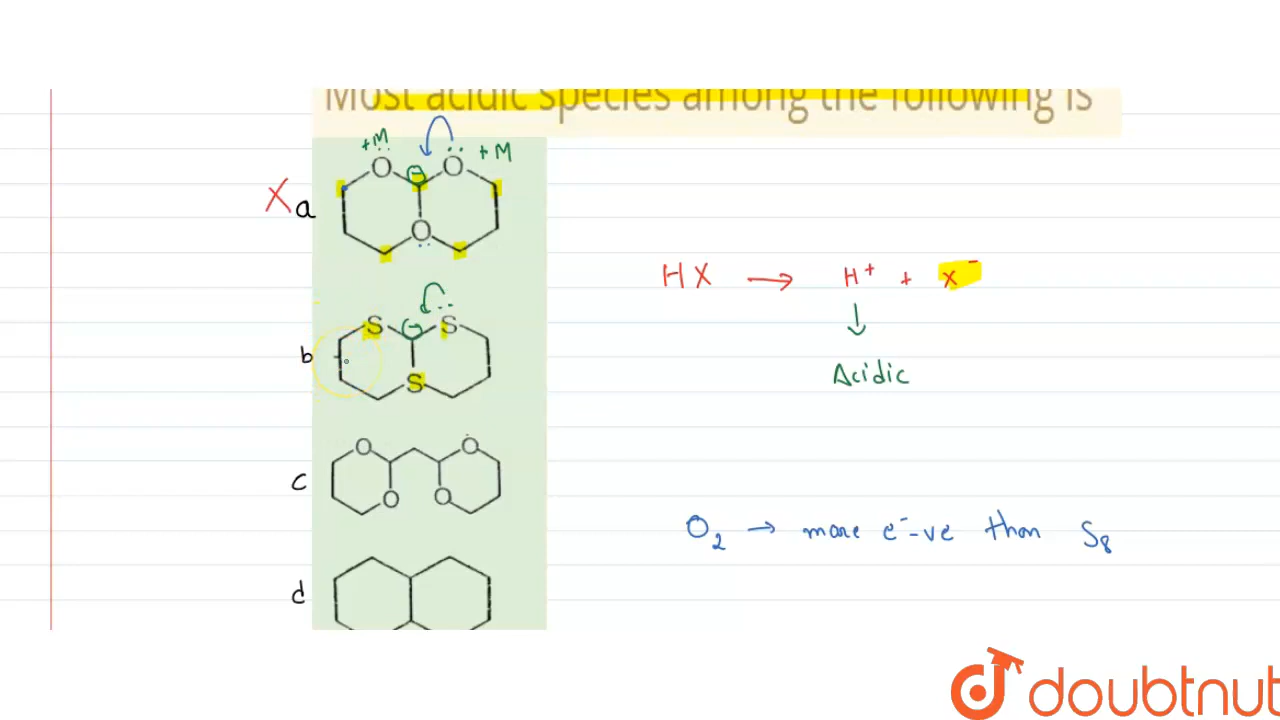 Most acidic species among the following is
+M
O
O
+M
⊖
X a
O
HX → H+ + X-
S
⊖
S
b
S
Acidic
O
O
c
O
O
O2 → more e- -ve than S8
d
doubtnut